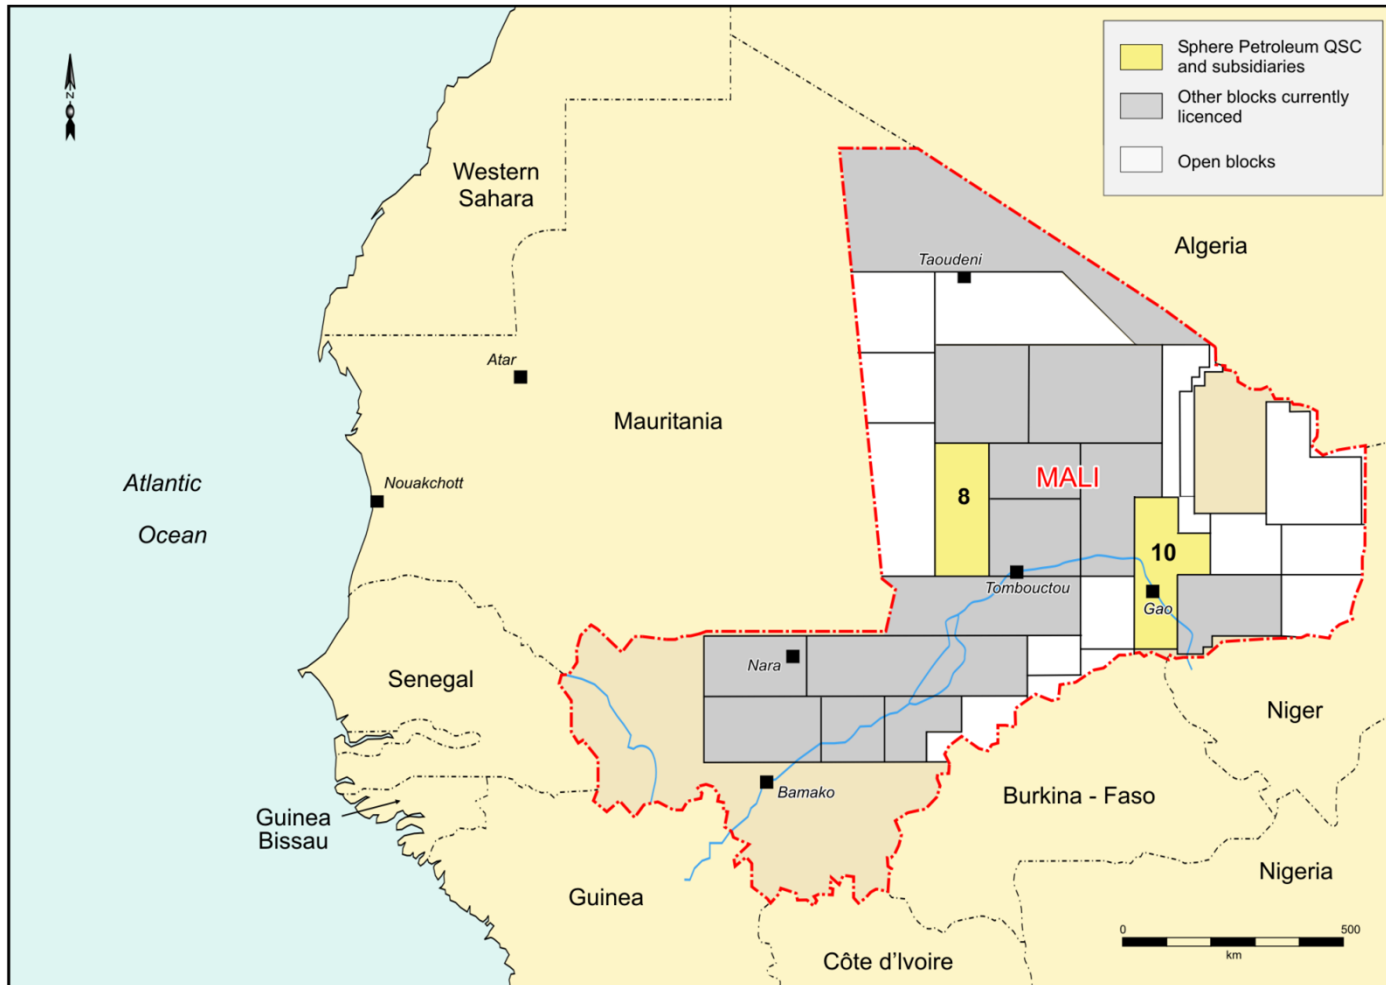 Sphere Petroleum QSC
and subsidiaries
Other blocks currently
licenced
Open blocks
N
Western
Sahara
Algeria
Taoudeni
Atar
Mauritania
MALI
8
Nouakchott
Atlantic
Ocean
10
Tombouctou
Gao
Nara
Senegal
Niger
Bamako
Burkina - Faso
Guinea
Bissau
Nigeria
Guinea
Côte d'Ivoire
0
500
km